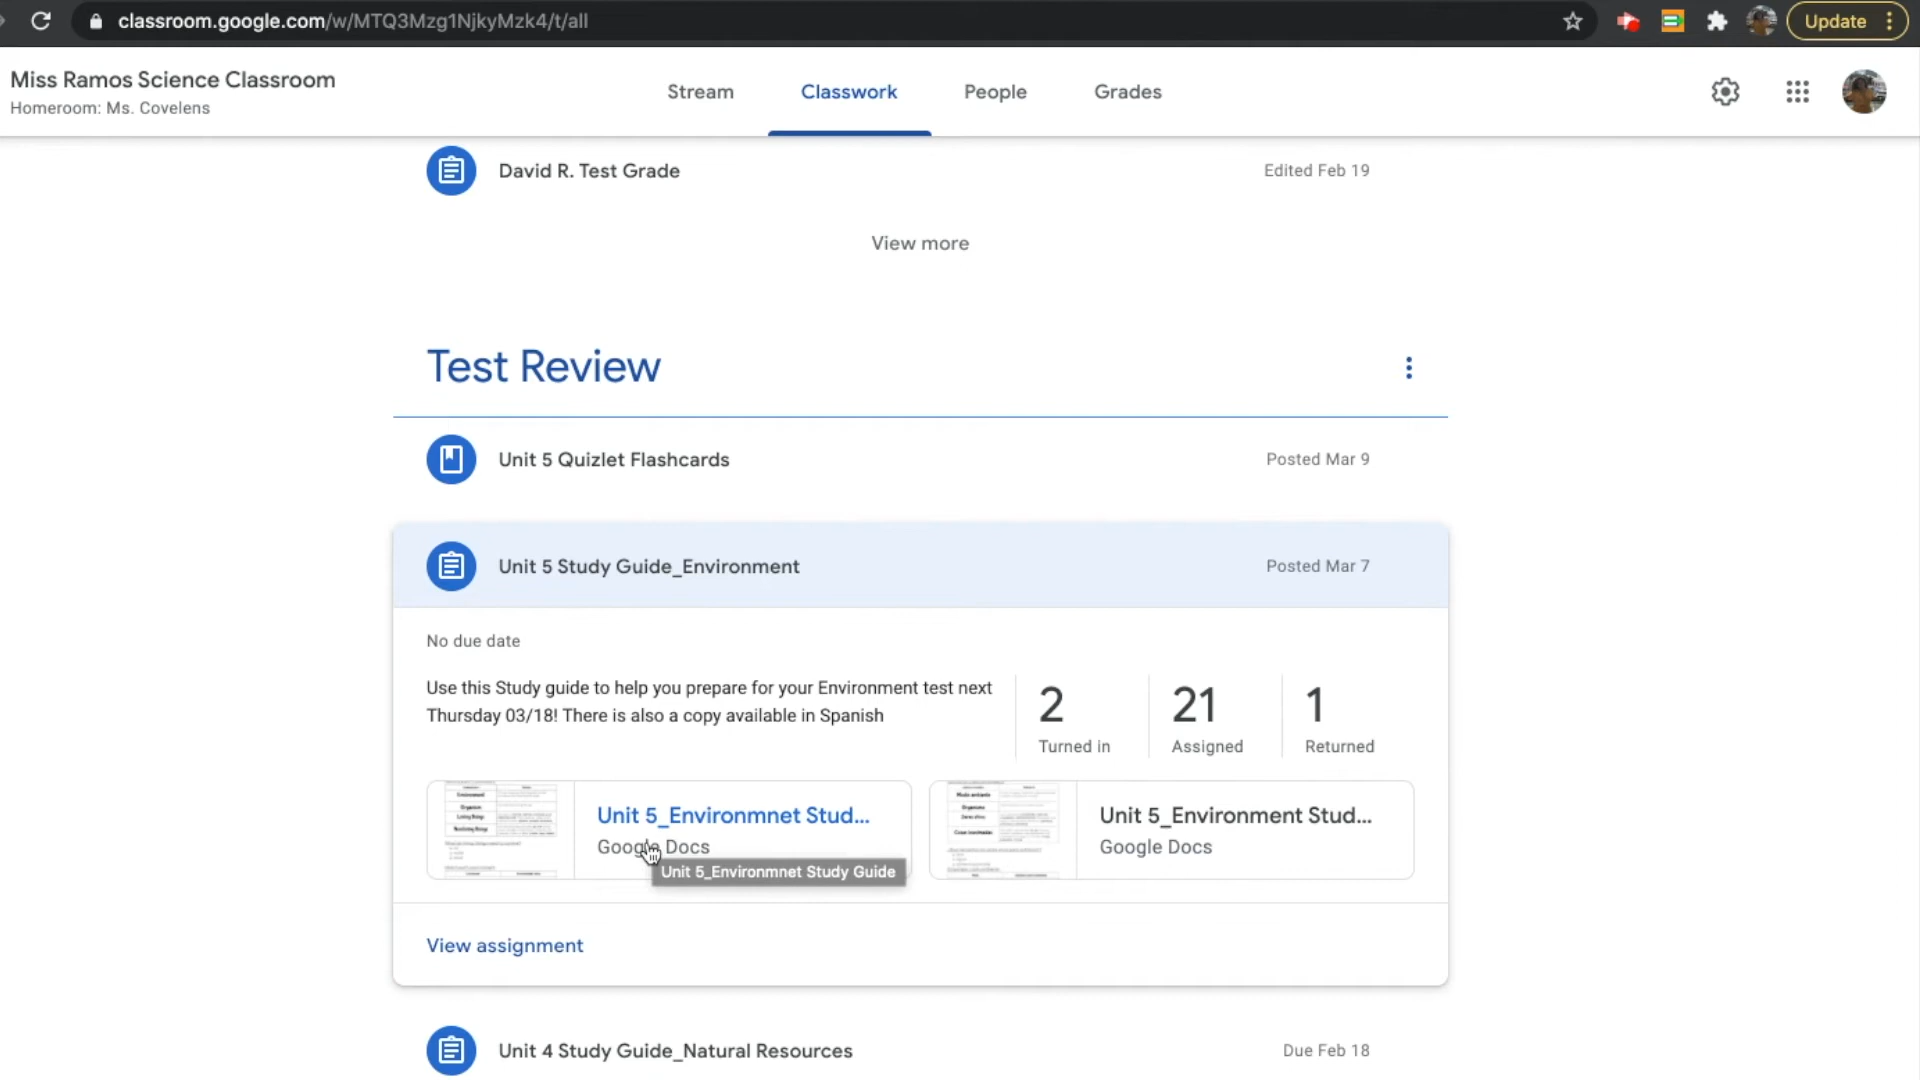 classroom.google.com/w/MTQ3Mzg1NjkyMzk4/t/all
Update
Miss Ramos Science Classroom
Homeroom: Ms. Covelens
Stream
Classwork
People
Grades
David R. Test Grade
Edited Feb 19
View more
Test Review
Unit 5 Quizlet Flashcards
Posted Mar 9
Unit 5 Study Guide_Environment
Posted Mar 7
No due date
Use this Study guide to help you prepare for your Environment test next
Thursday 03/18! There is also a copy available in Spanish
2
Turned in
21
Assigned
1
Returned
Unit 5_Environmnet Stud...
Google Docs
Unit 5_Environmnet Study Guide
Unit 5_Environment Stud...
Google Docs
View assignment
Unit 4 Study Guide_Natural Resources
Due Feb 18